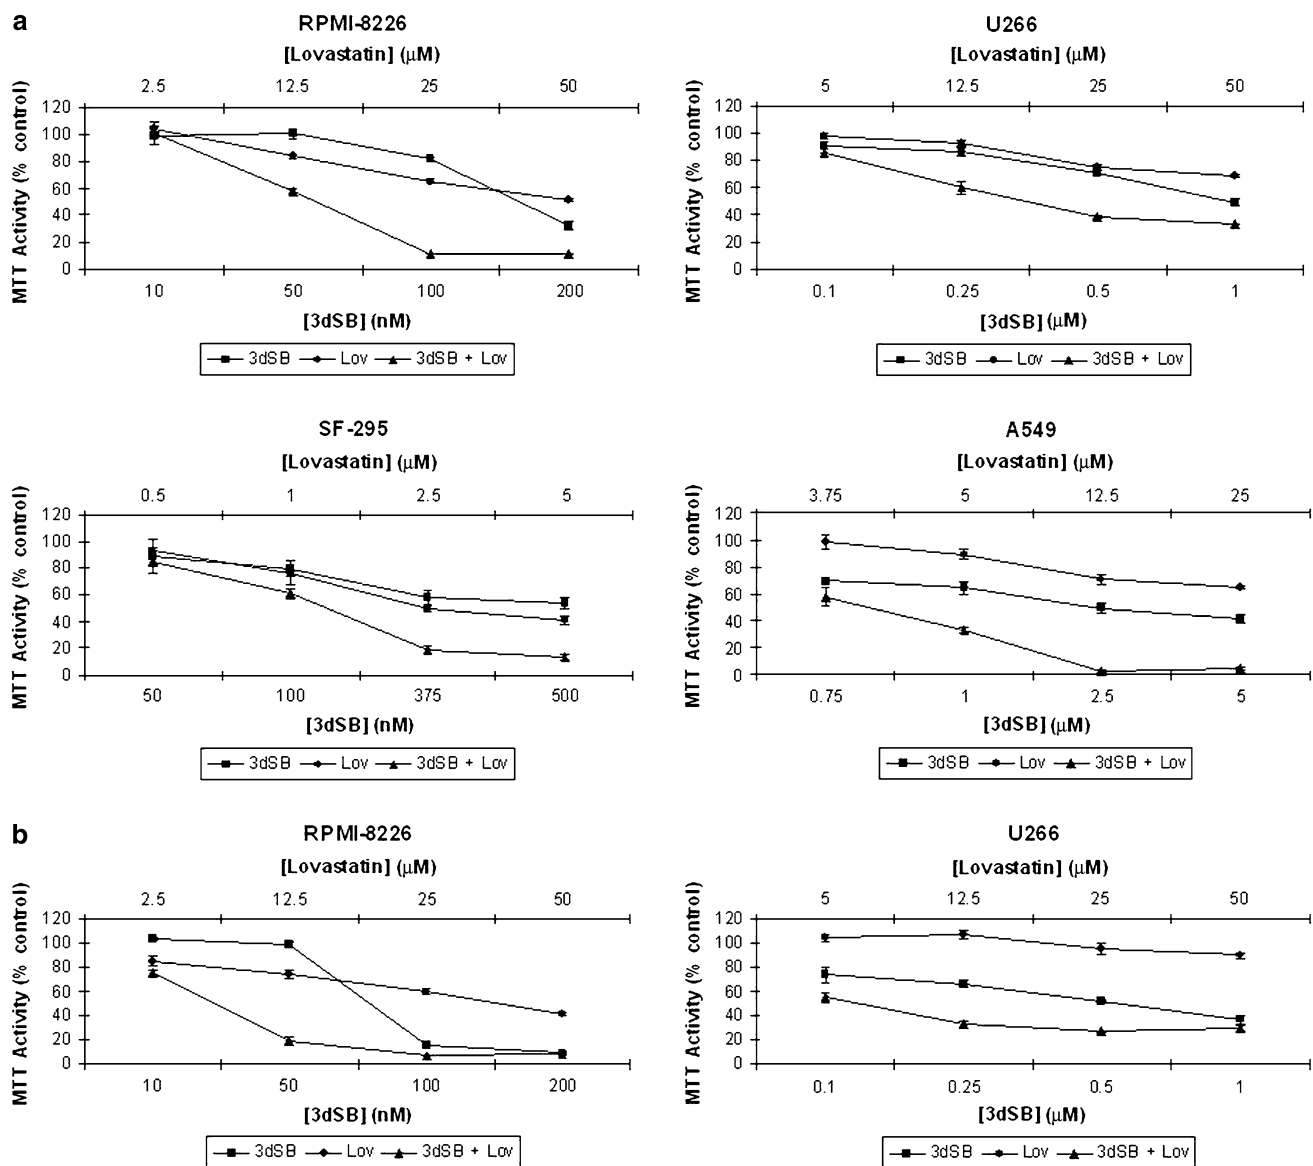 a
RPMI-8226
[Lovastatin] (μM)
2.5 12.5 25 50
MTT Activity (% control)
120
100
80
60
40
20
0
10 50 100 200
[3dSB] (nM)
3dSB Lov 3dSB + Lov
U266
[Lovastatin] (μM)
5 12.5 25 50
MTT Activity (% control)
120
100
80
60
40
20
0
0.1 0.25 0.5 1
[3dSB] (μM)
3dSB Lov 3dSB + Lov
SF-295
[Lovastatin] (μM)
0.5 1 2.5 5
MTT Activity (% control)
120
100
80
60
40
20
0
50 100 375 500
[3dSB] (nM)
3dSB Lov 3dSB + Lov
A549
[Lovastatin] (μM)
3.75 5 12.5 25
MTT Activity (% control)
120
100
80
60
40
20
0
0.75 1 2.5 5
[3dSB] (μM)
3dSB Lov 3dSB + Lov
b
RPMI-8226
[Lovastatin] (μM)
2.5 12.5 25 50
MTT Activity (% control)
120
100
80
60
40
20
0
10 50 100 200
[3dSB] (nM)
3dSB Lov 3dSB + Lov
U266
[Lovastatin] (μM)
5 12.5 25 50
MTT Activity (% control)
120
100
80
60
40
20
0
0.1 0.25 0.5 1
[3dSB] (μM)
3dSB Lov 3dSB + Lov